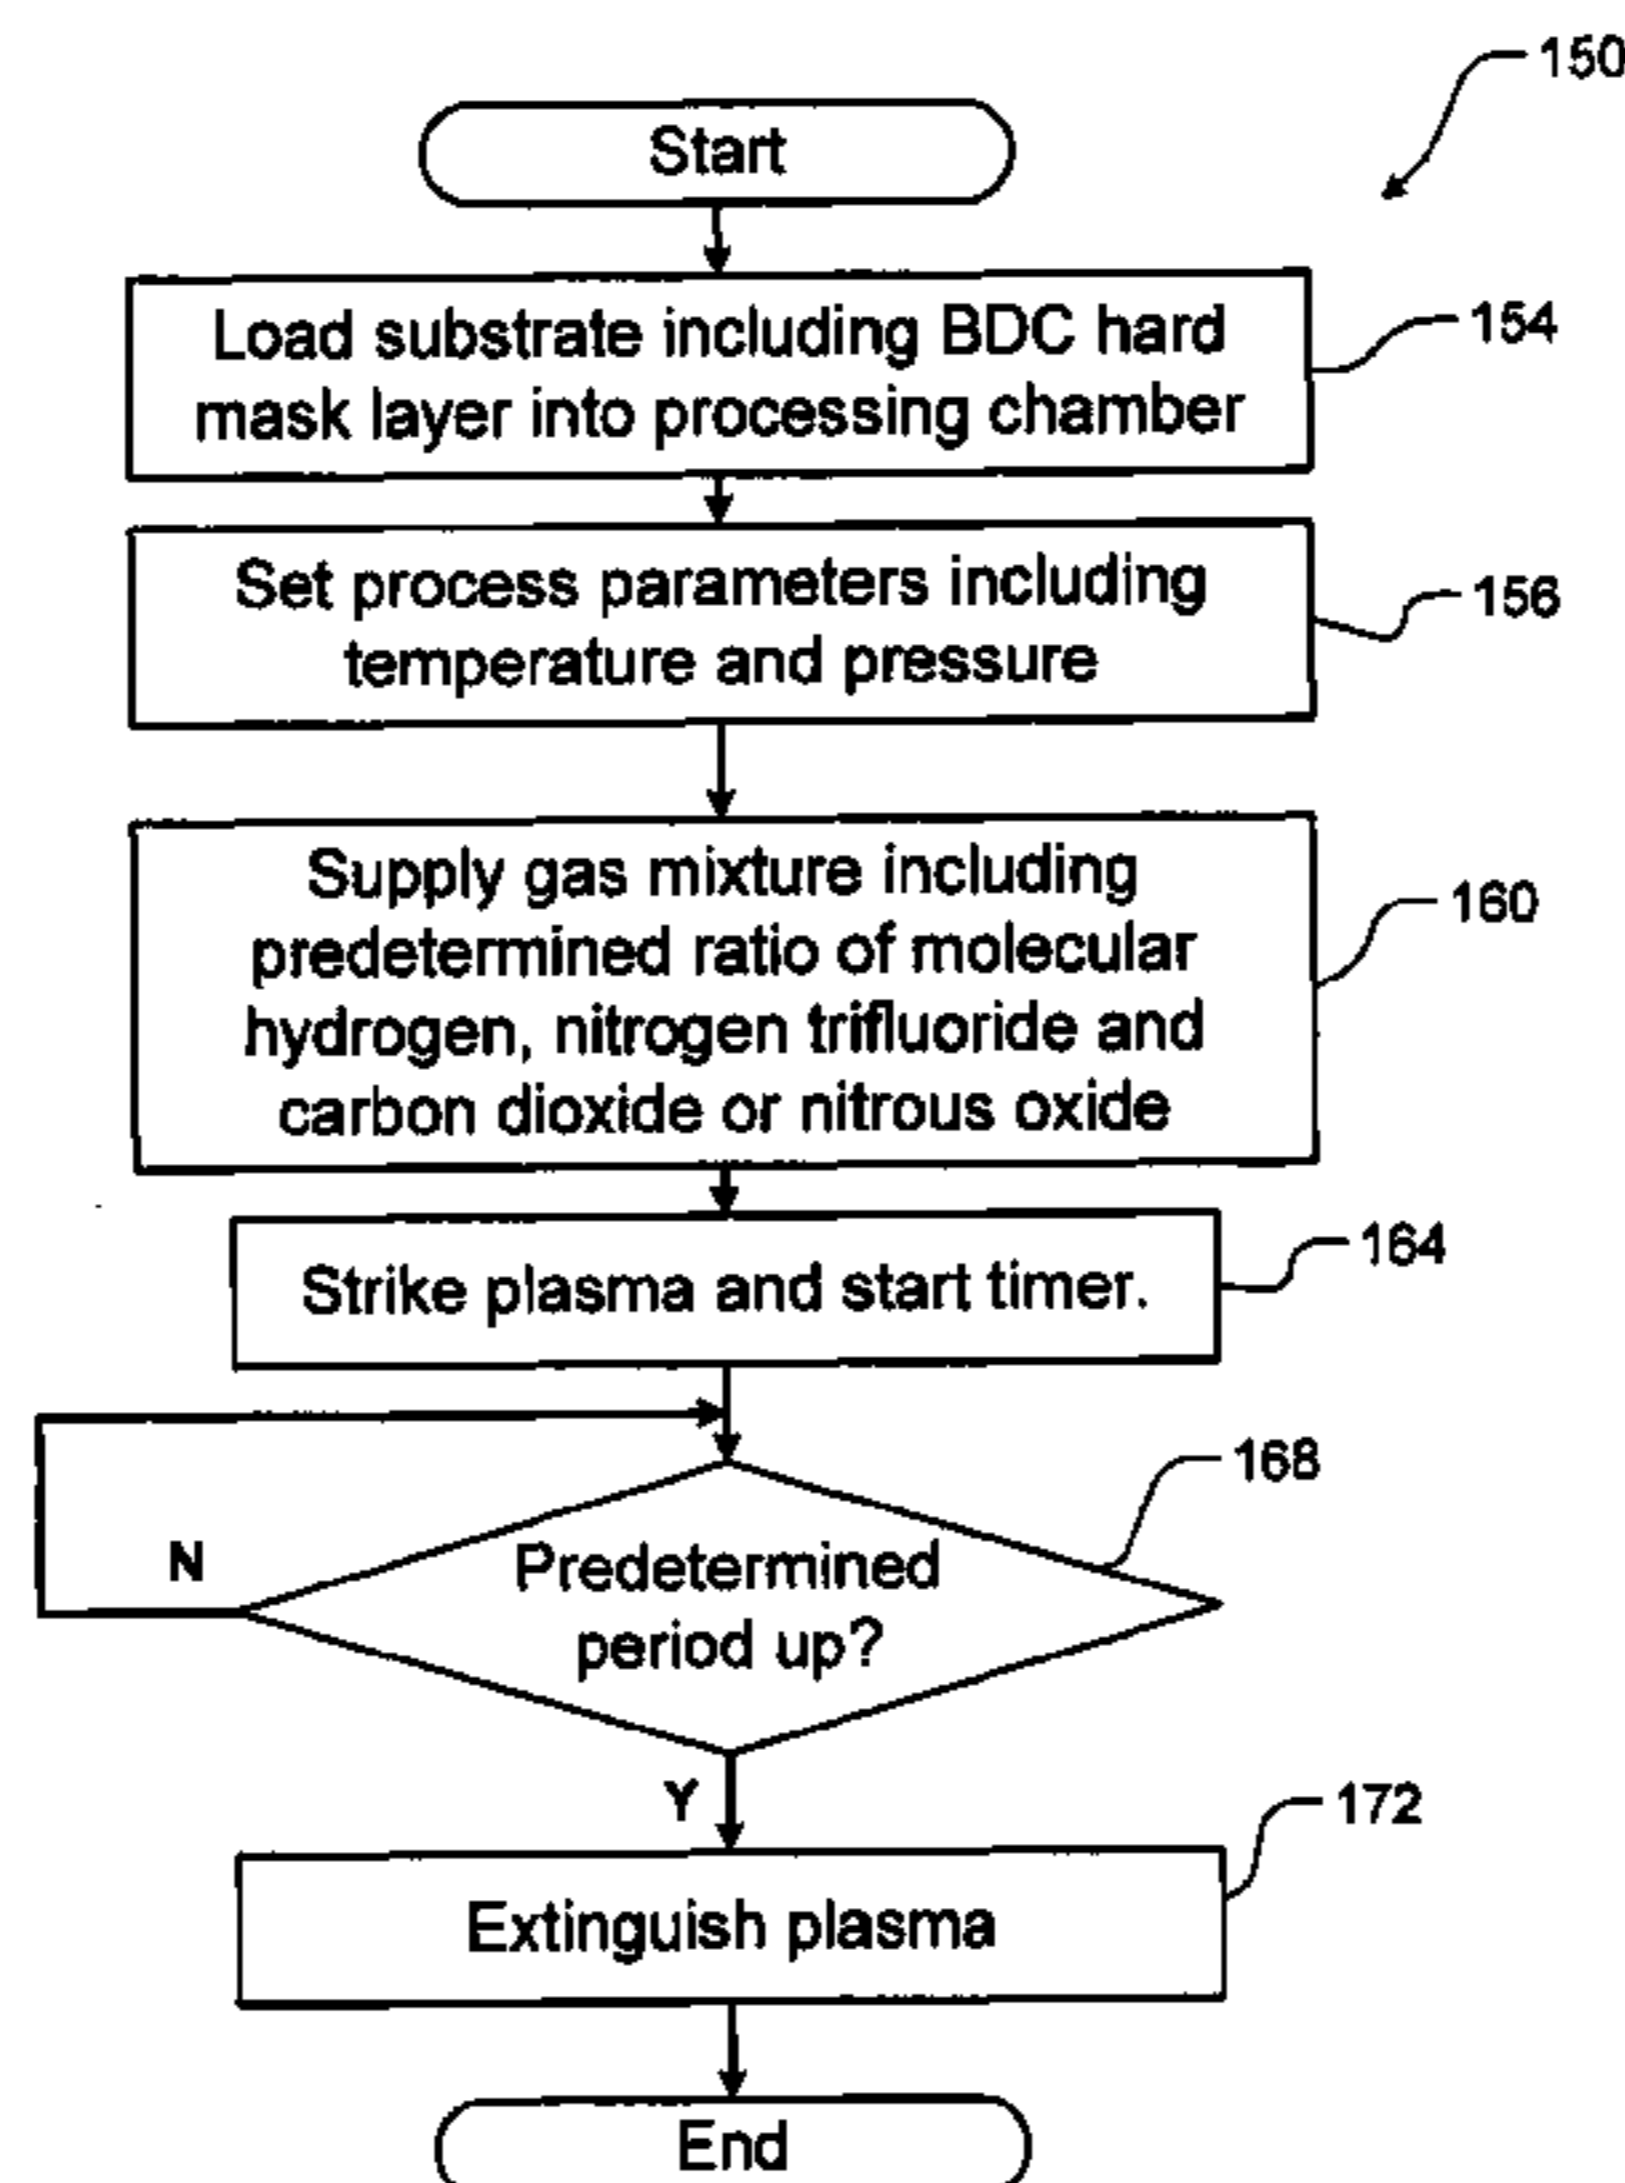 150
Start
Load substrate including BDC hard
mask layer into processing chamber
154
Set process parameters including
temperature and pressure
156
Supply gas mixture including
predetermined ratio of molecular
hydrogen, nitrogen trifluoride and
carbon dioxide or nitrous oxide
160
Strike plasma and start timer.
164
168
N
Predetermined
period up?
Y
172
Extinguish plasma
End